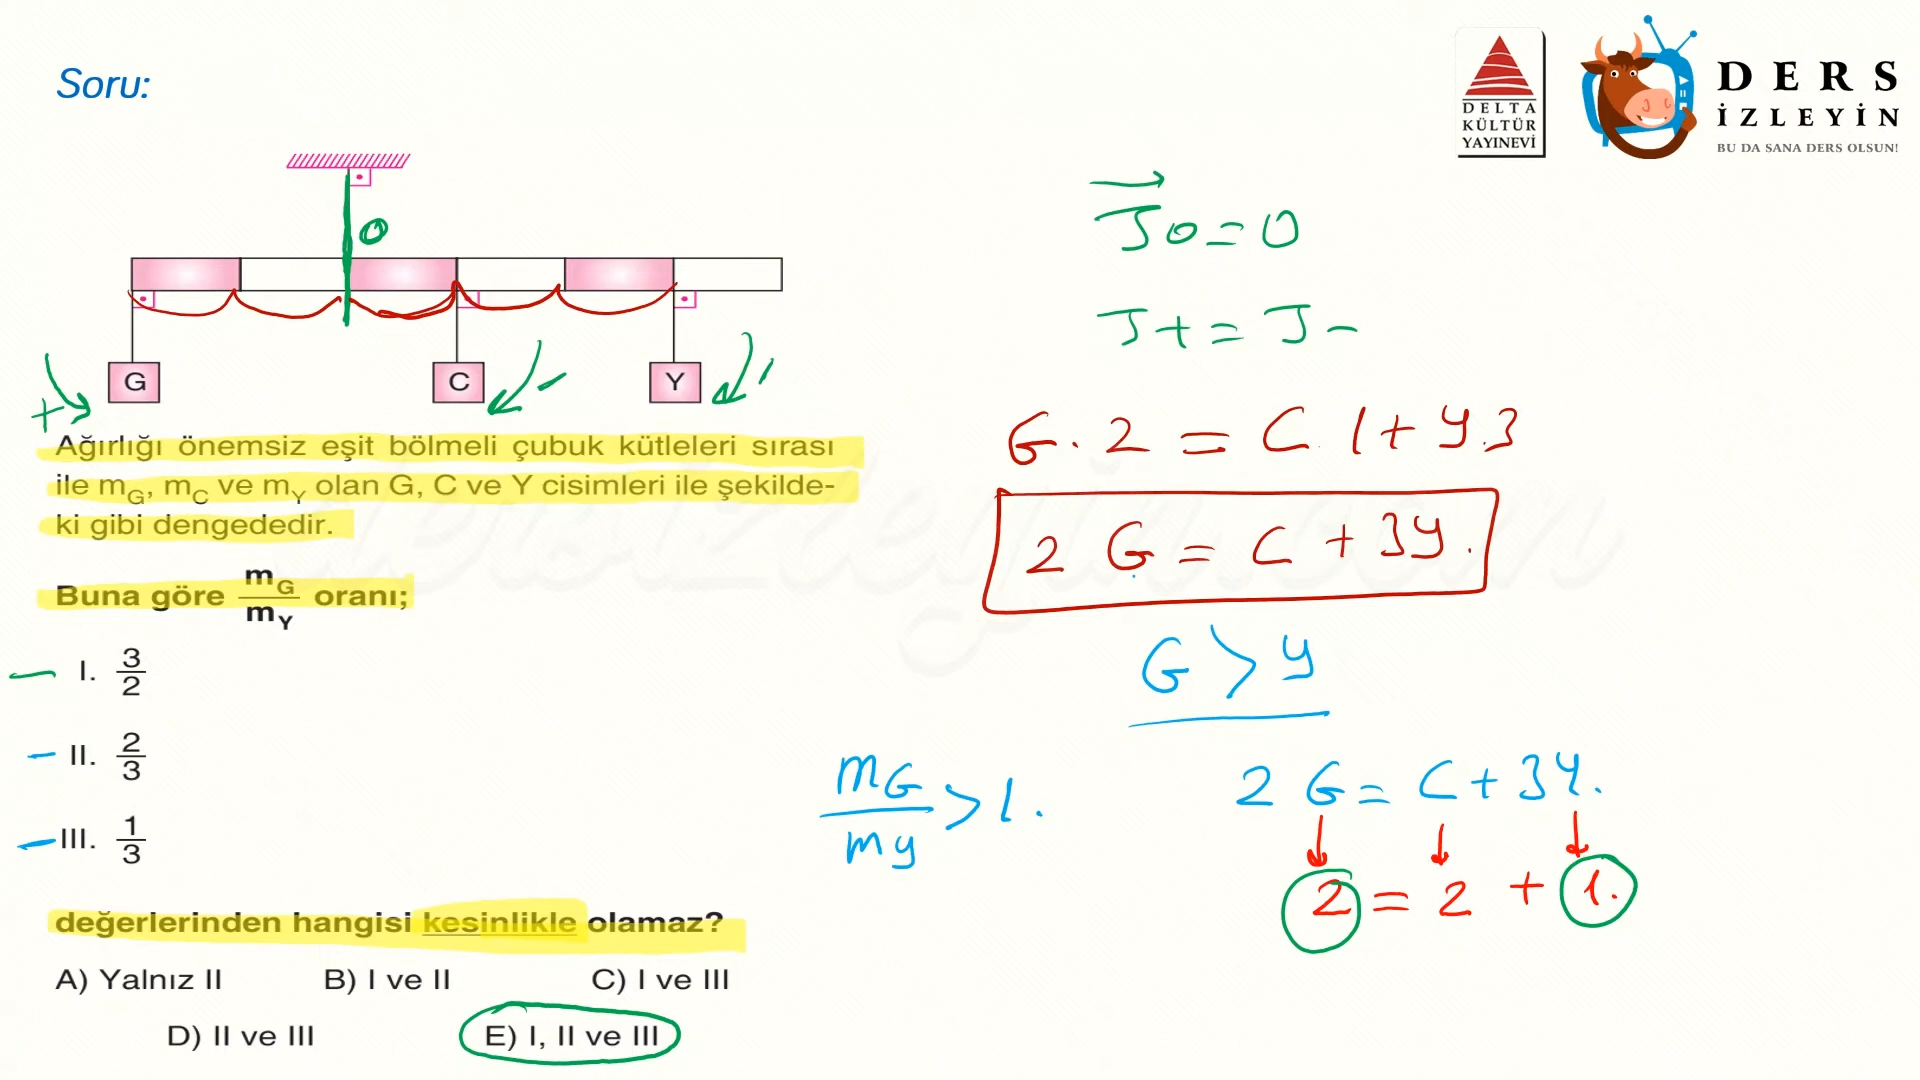 Soru:
DELTA
KÜLTÜR
YAYINEVİ
DERS
İZLEYİN
BU DA SANA DERS OLSUN!
O
G
C
Y
+
-
Ağırlığı önemsiz eşit bölmeli çubuk kütleleri sırası
ile mG, mC ve mY olan G, C ve Y cisimleri ile şekilde-
ki gibi dengededir.
Buna göre mG/mY oranı;
I. 3/2
II. 2/3
III. 1/3
değerlerinden hangisi kesinlikle olamaz?
A) Yalnız II B) I ve II C) I ve III
D) II ve III E) I, II ve III
J0=0
J+=J-
G.2=C.1+Y.3
2G=C+3Y.
G>Y
mG/my>1.
2G=C+3Y.
2=2+1.